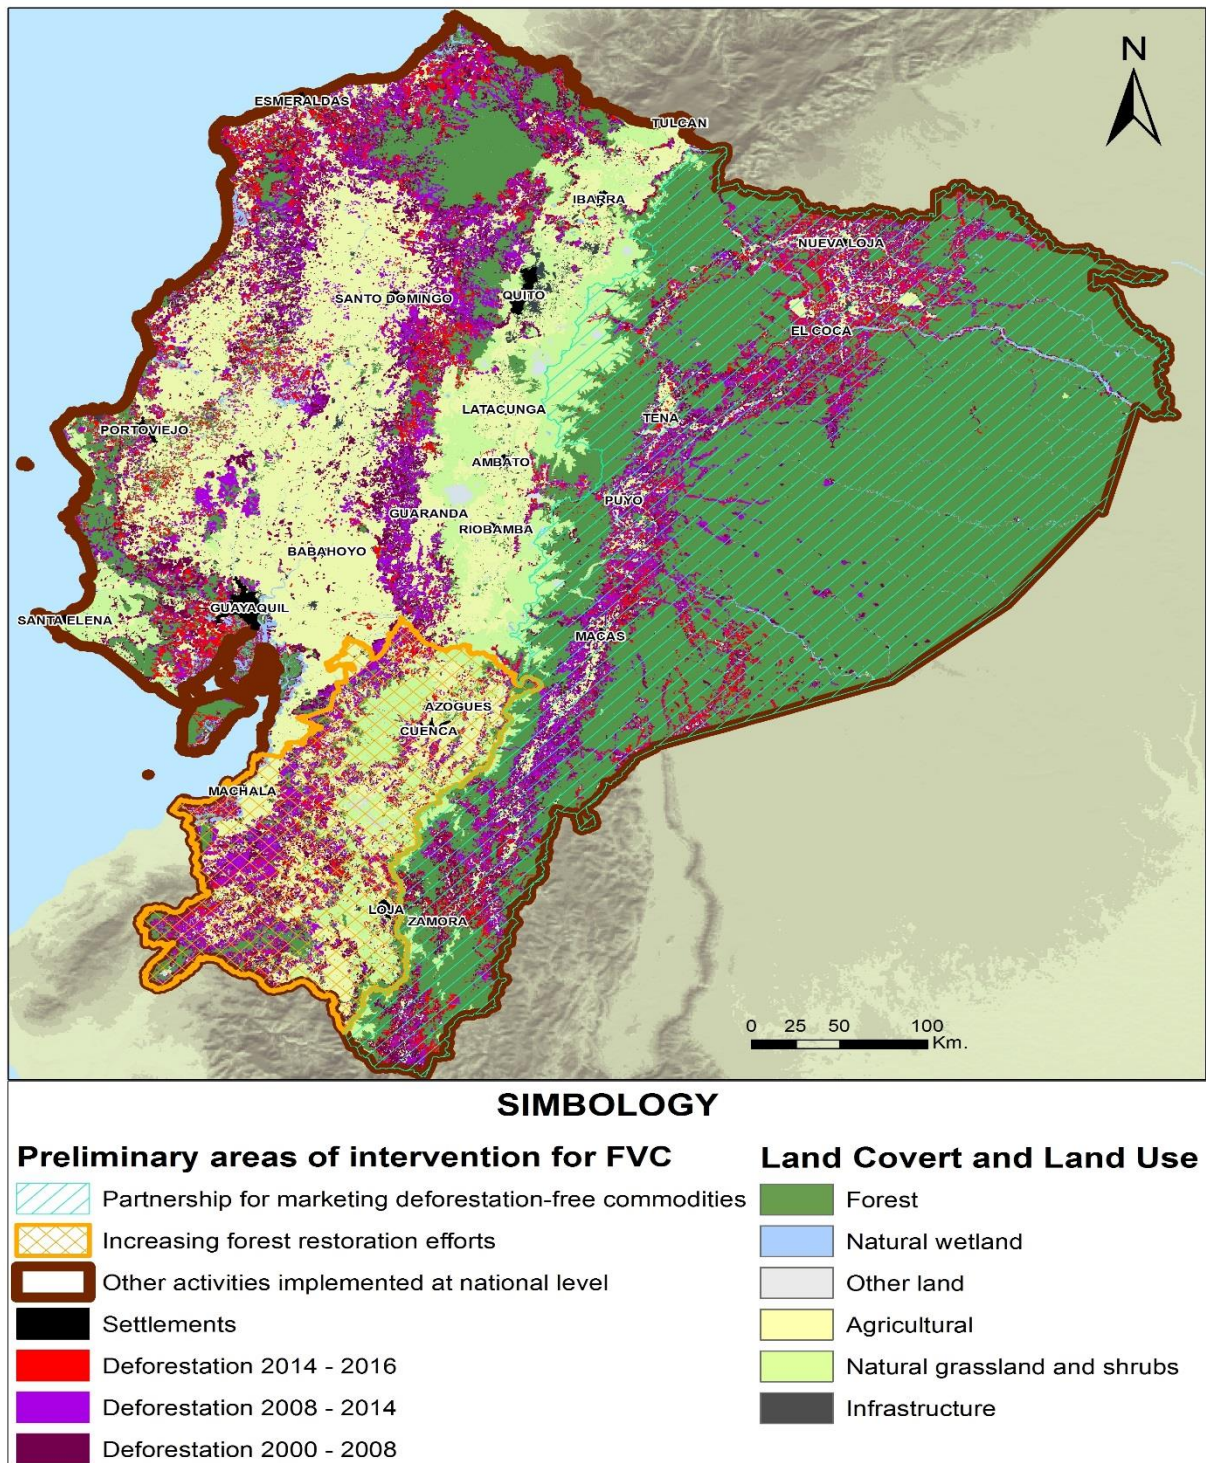 N
ESMERALDAS
TULCAN
IBARRA
NUEVA LOJA
SANTO DOMINGO
QUITO
EL COCA
LATACUNGA
TENA
PORTOVIEJO
AMBATO
PUYO
GUARANDA
RIOBAMBA
BABAHOYO
GUAYAQUIL
SANTA ELENA
MACAS
AZOGUES
CUENCA
MACHALA
LOJA
ZAMORA
0 25 50 100
Km.
SIMBOLOGY
Preliminary areas of intervention for FVC
Partnership for marketing deforestation-free commodities
Increasing forest restoration efforts
Other activities implemented at national level
Settlements
Deforestation 2014 - 2016
Deforestation 2008 - 2014
Deforestation 2000 - 2008
Land Covert and Land Use
Forest
Natural wetland
Other land
Agricultural
Natural grassland and shrubs
Infrastructure